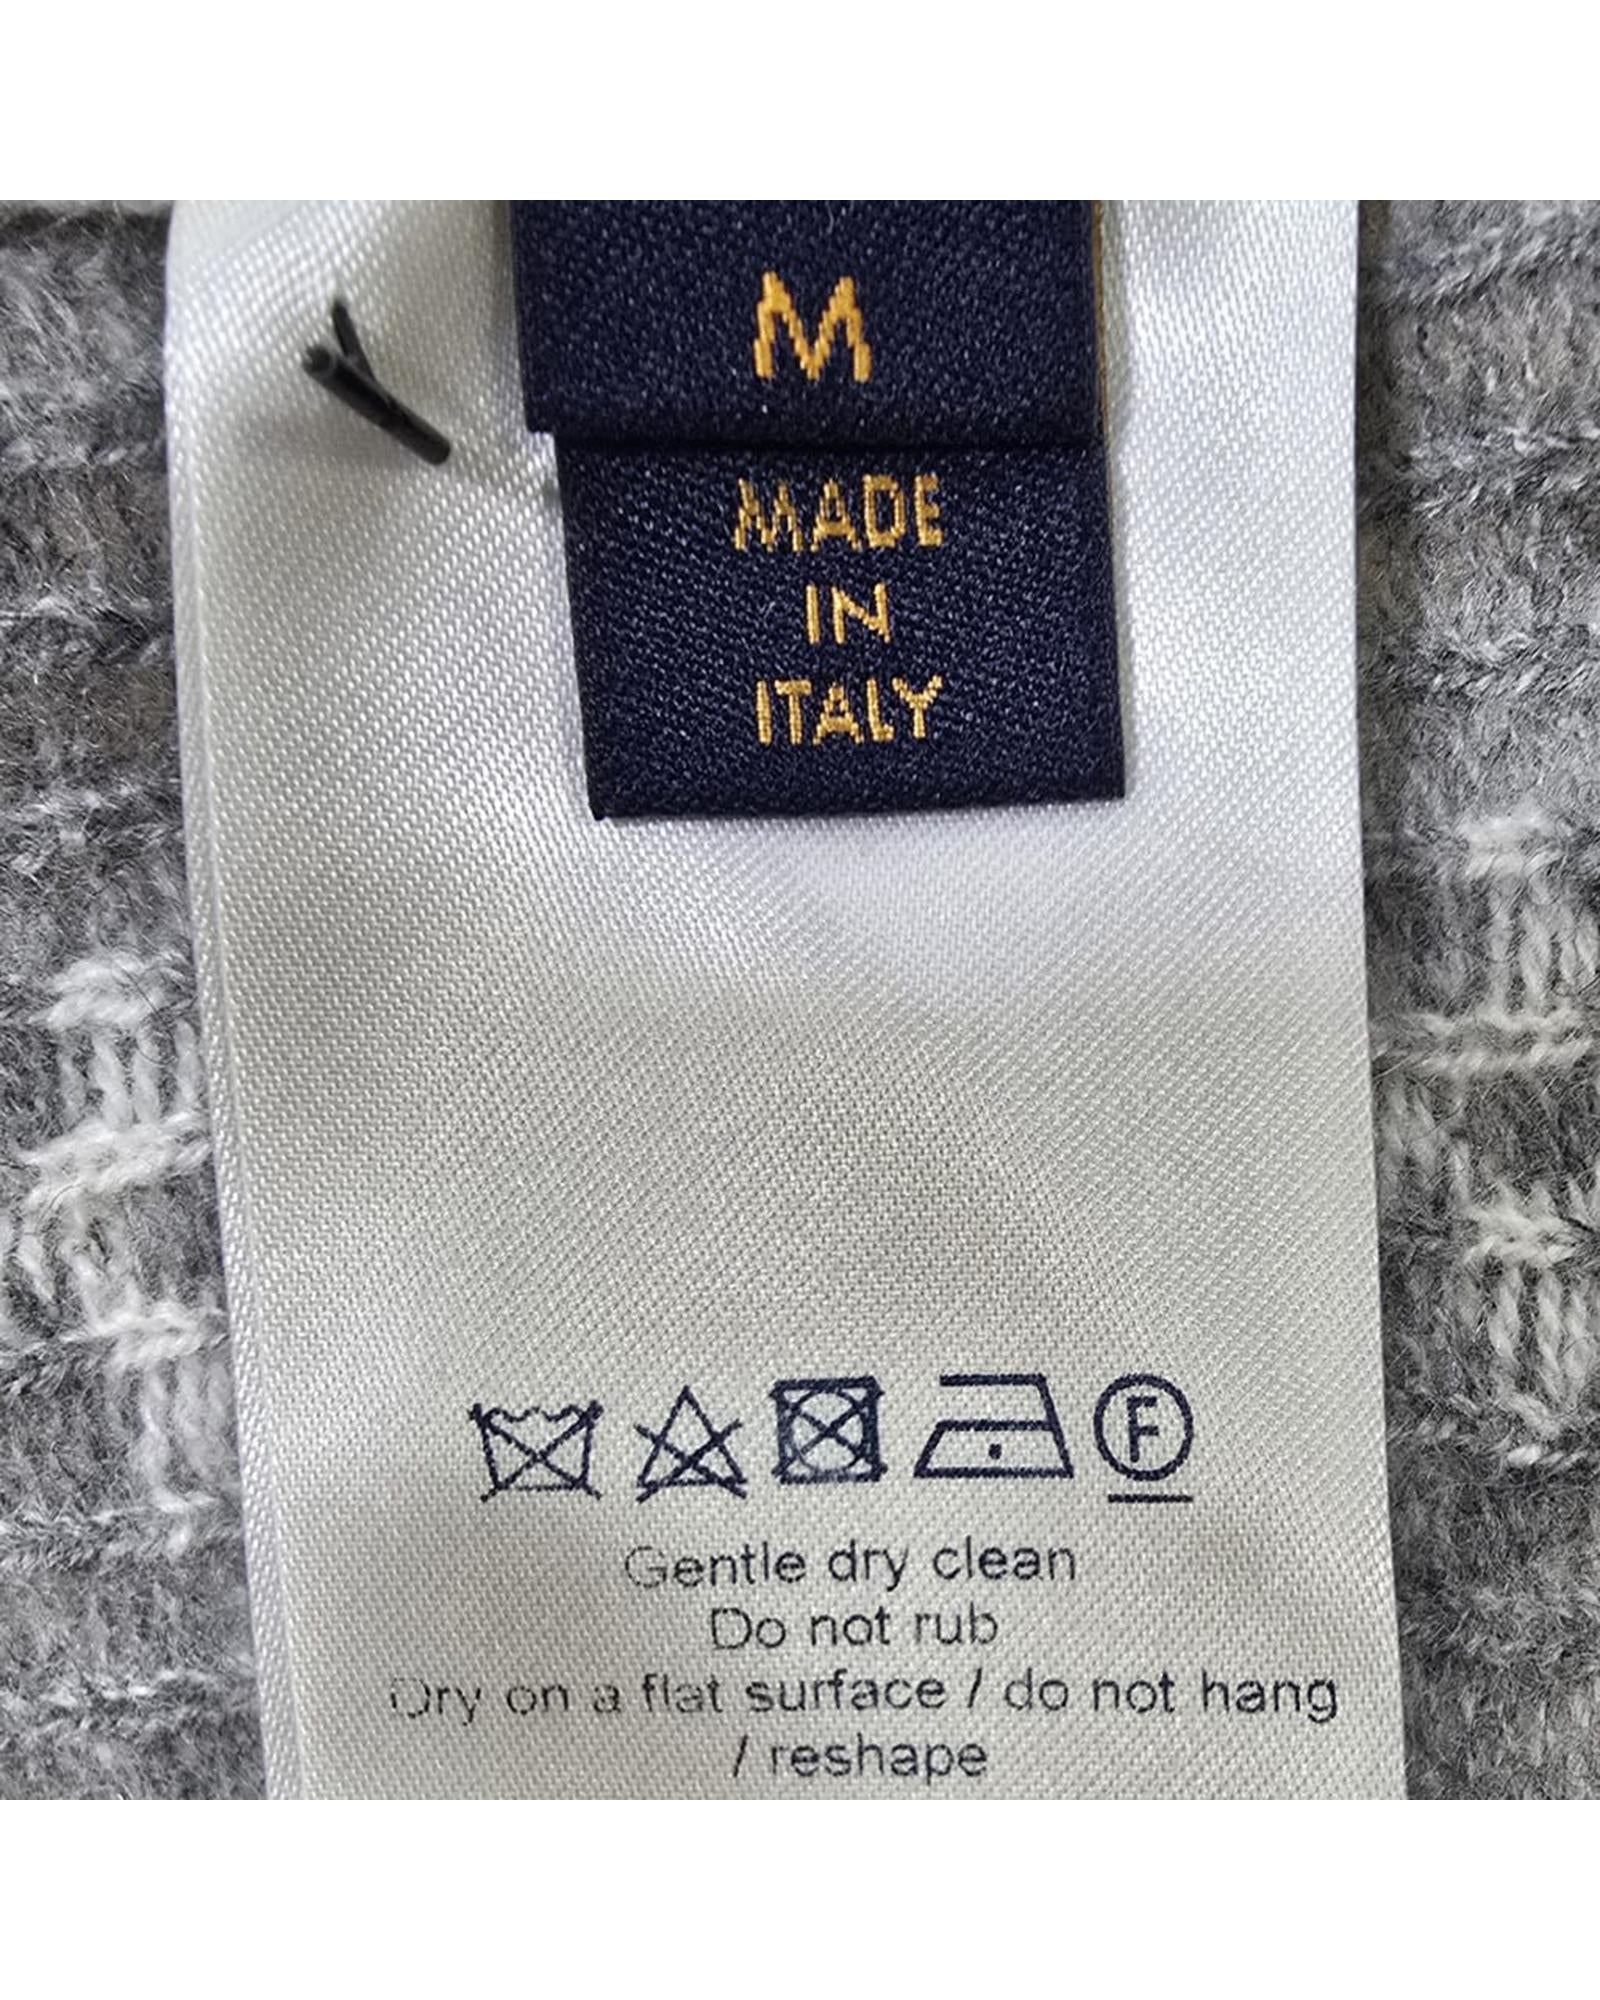 M
MADE
IN
ITALY
F
Gentle dry clean
Do not rub
Dry on a flat surface / do not hang
/ reshape